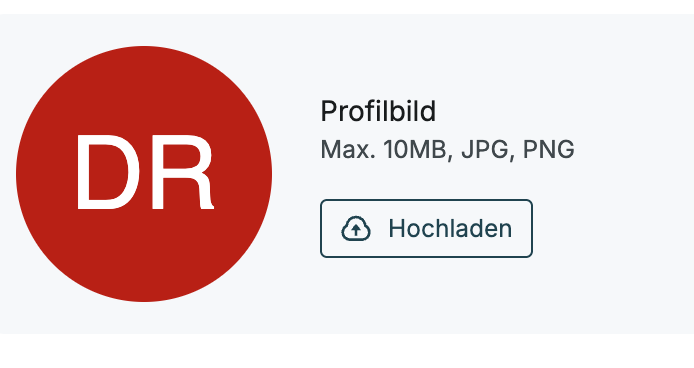 DR
Profilbild
Max. 10MB, JPG, PNG
Hochladen